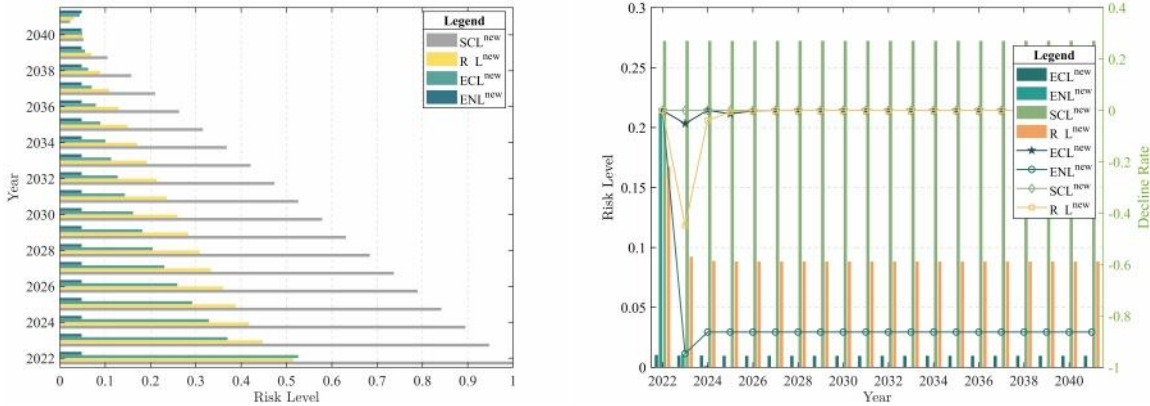 Legend
SCL^new
R L^new
ECL^new
ENL^new
2040
2038
2036
2034
2032
2030
2028
2026
2024
2022
Year
0 0.1 0.2 0.3 0.4 0.5 0.6 0.7 0.8 0.9 1
Risk Level
0.3
0.25
0.2
0.15
0.1
0.05
0
Risk Level
Legend
ECL^new
ENL^new
SCL^new
R L^new
ECL^new
ENL^new
SCL^new
R L^new
0.4
0.2
0
-0.2
-0.4
-0.6
-0.8
-1
Decline Rate
2022 2024 2026 2028 2030 2032 2034 2036 2038 2040
Year